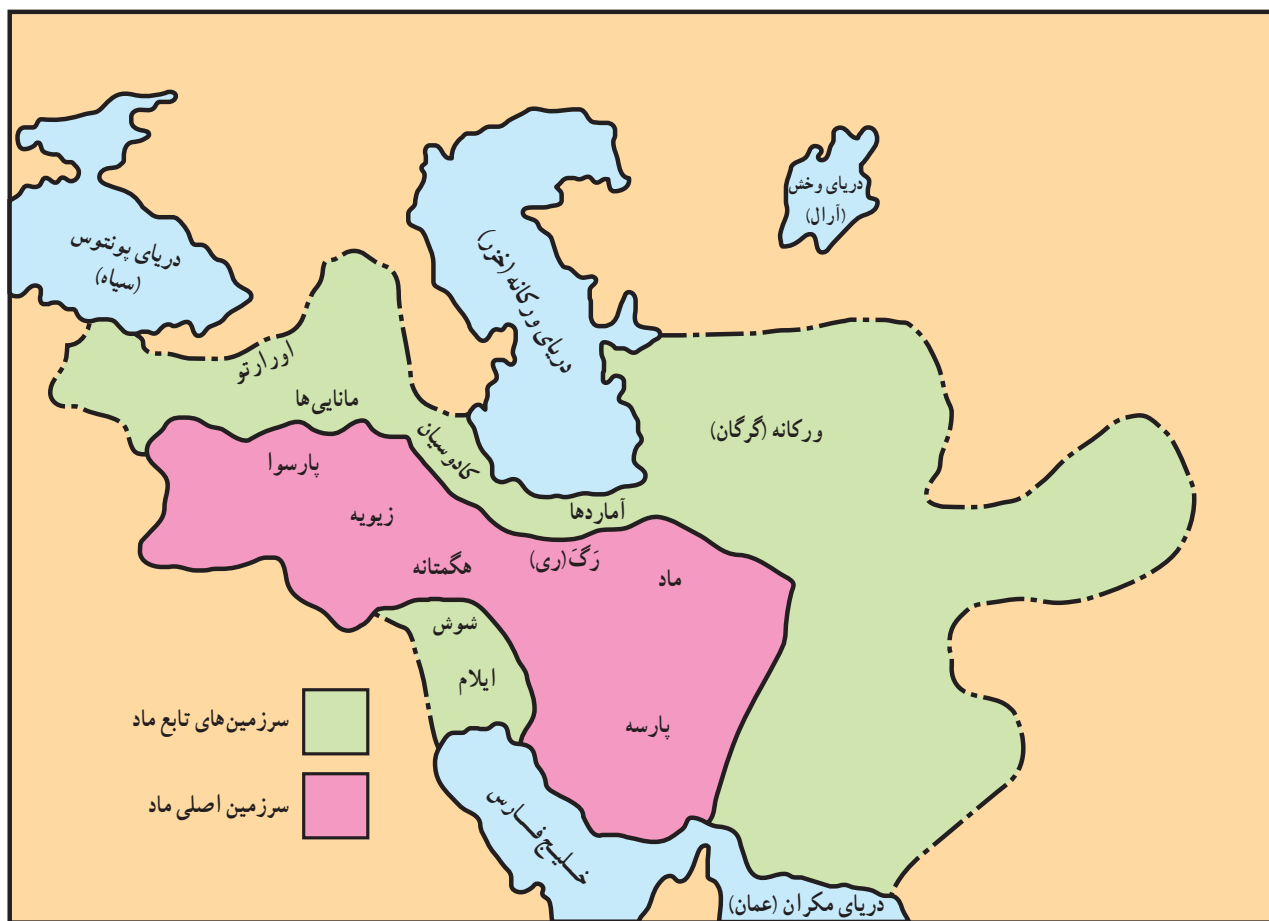 دریای وخش
(آرال)
دریای پونتوس
(سیاه)
دریای ورکانه (خزر)
اورارتو
مانایی‌ها
ورکانه (گرگان)
کادوسیان
پارسوا
زیویه
آماردها
رَگَ(ری)
هگمتانه
ماد
شوش
ایلام
پارسه
سرزمین‌های تابع ماد
سرزمین اصلی ماد
خلیج فـارس
دریای مکران (عمان)